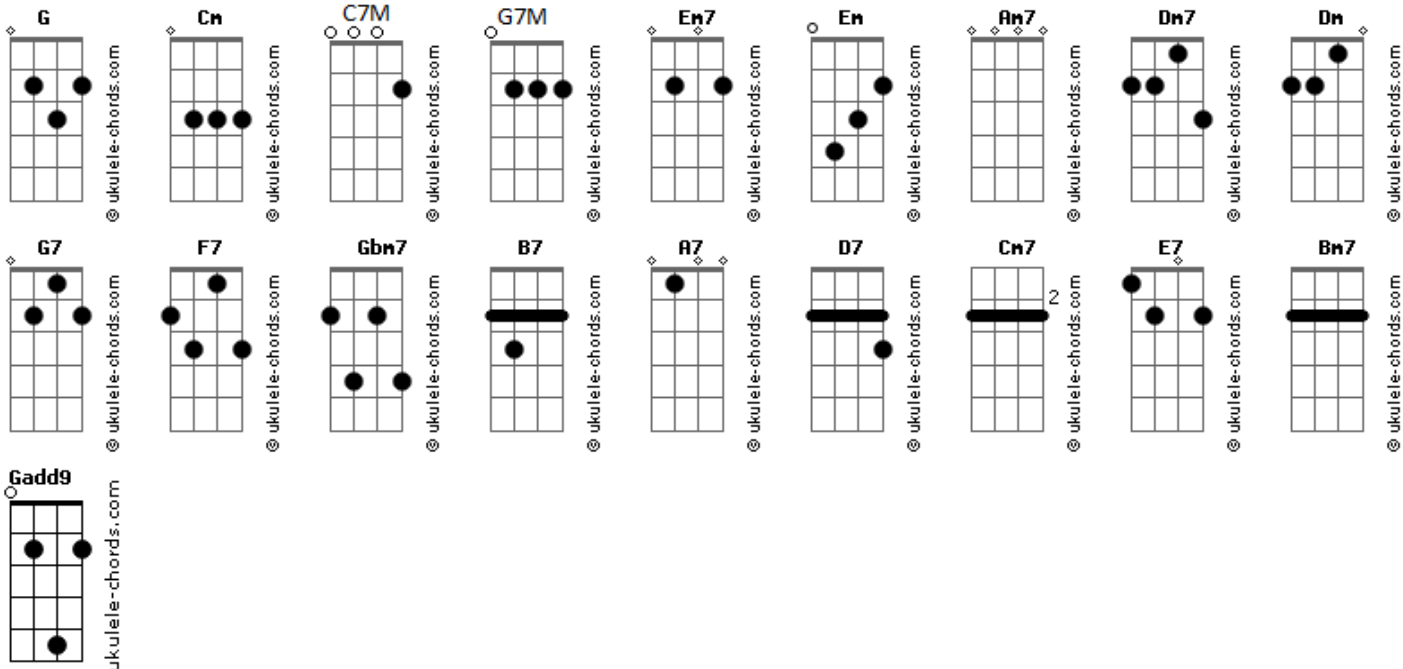 G Cm C7M G7M Em7 Em Am7 Dm7 Dm
© ukulele-chords.com © ukulele-chords.com © ukulele-chords.com © ukulele-chords.com © ukulele-chords.com © ukulele-chords.com © ukulele-chords.com © ukulele-chords.com © ukulele-chords.com
G7 F7 Gbm7 B7 A7 D7 Cm7 E7 Bm7
2
© ukulele-chords.com © ukulele-chords.com © ukulele-chords.com © ukulele-chords.com © ukulele-chords.com © ukulele-chords.com © ukulele-chords.com © ukulele-chords.com © ukulele-chords.com
Gadd9
ukulele-chords.com